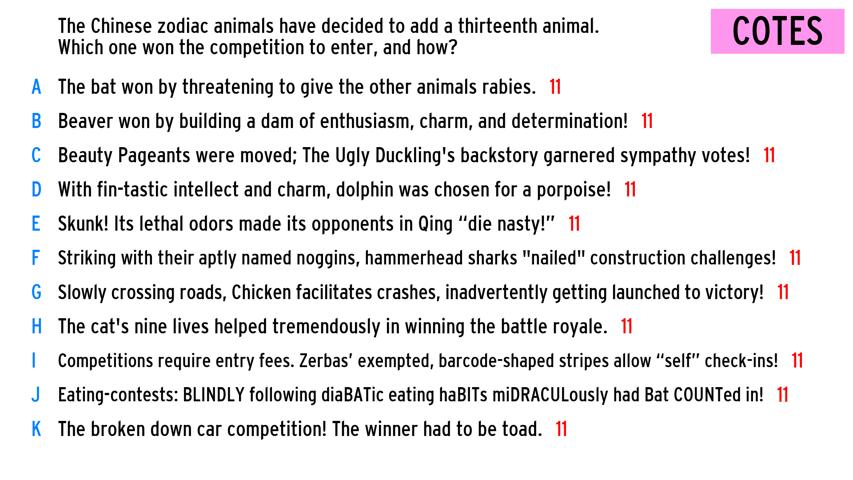 The Chinese zodiac animals have decided to add a thirteenth animal.
Which one won the competition to enter, and how?
COTES
A The bat won by threatening to give the other animals rabies. 11
B Beaver won by building a dam of enthusiasm, charm, and determination! 11
C Beauty Pageants were moved; The Ugly Duckling's backstory garnered sympathy votes! 11
D With fin-tastic intellect and charm, dolphin was chosen for a porpoise! 11
E Skunk! Its lethal odors made its opponents in Qing “die nasty!” 11
F Striking with their aptly named noggins, hammerhead sharks "nailed" construction challenges! 11
G Slowly crossing roads, Chicken facilitates crashes, inadvertently getting launched to victory! 11
H The cat's nine lives helped tremendously in winning the battle royale. 11
I Competitions require entry fees. Zerbas’ exempted, barcode-shaped stripes allow “self” check-ins! 11
J Eating-contests: BLINDLY following diaBATic eating haBITs miDRACULously had Bat COUNTed in! 11
K The broken down car competition! The winner had to be toad. 11